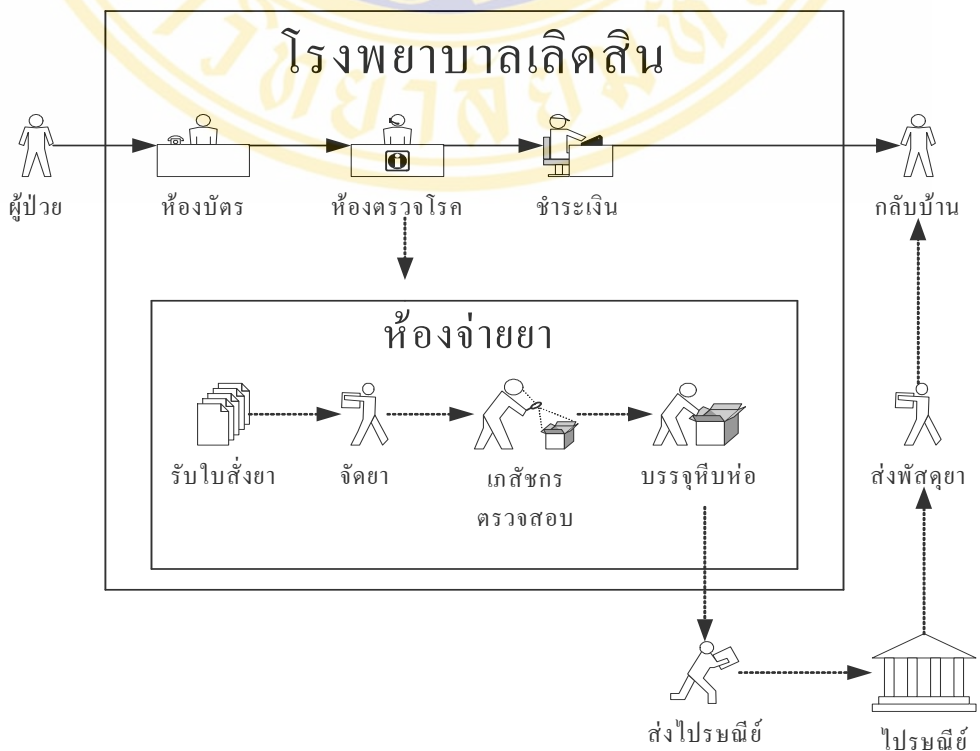 โรงพยาบาลเลิดสิน
ผู้ป่วย
ห้องบัตร
ห้องตรวจโรค
ชำระเงิน
กลับบ้าน
ห้องจ่ายยา
รับใบสั่งยา
จัดยา
เภสัชกร
ตรวจสอบ
บรรจุหีบห่อ
ส่งพัสดุยา
ส่งไปรษณีย์
ไปรษณีย์